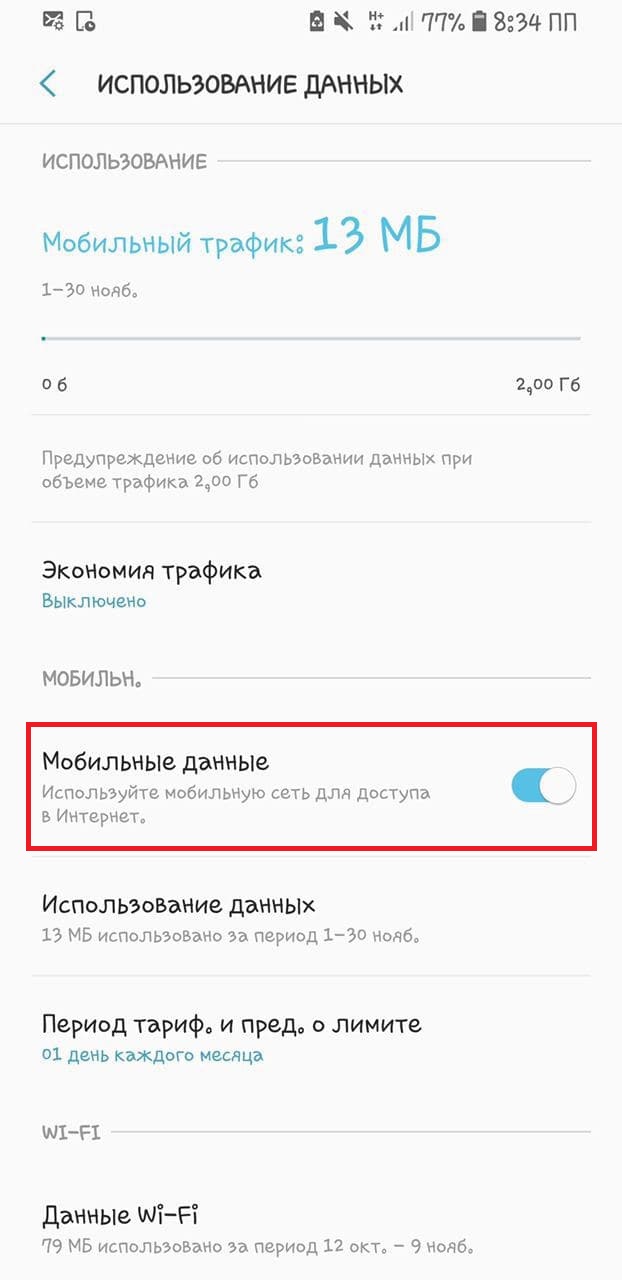 77% 8:34 ПП
ИСПОЛЬЗОВАНИЕ ДАННЫХ
ИСПОЛЬЗОВАНИЕ
Мобильный трафик: 13 МБ
1–30 нояб.
0 б 2,00 Гб
Предупреждение об использовании данных при
объеме трафика 2,00 Гб
Экономия трафика
Выключено
МОБИЛЬН.
Мобильные данные
Используйте мобильную сеть для доступа
в Интернет.
Использование данных
13 МБ использовано за период 1–30 нояб.
Период тариф. и пред. о лимите
01 день каждого месяца
WI-FI
Данные Wi-Fi
79 МБ использовано за период 12 окт. – 9 нояб.